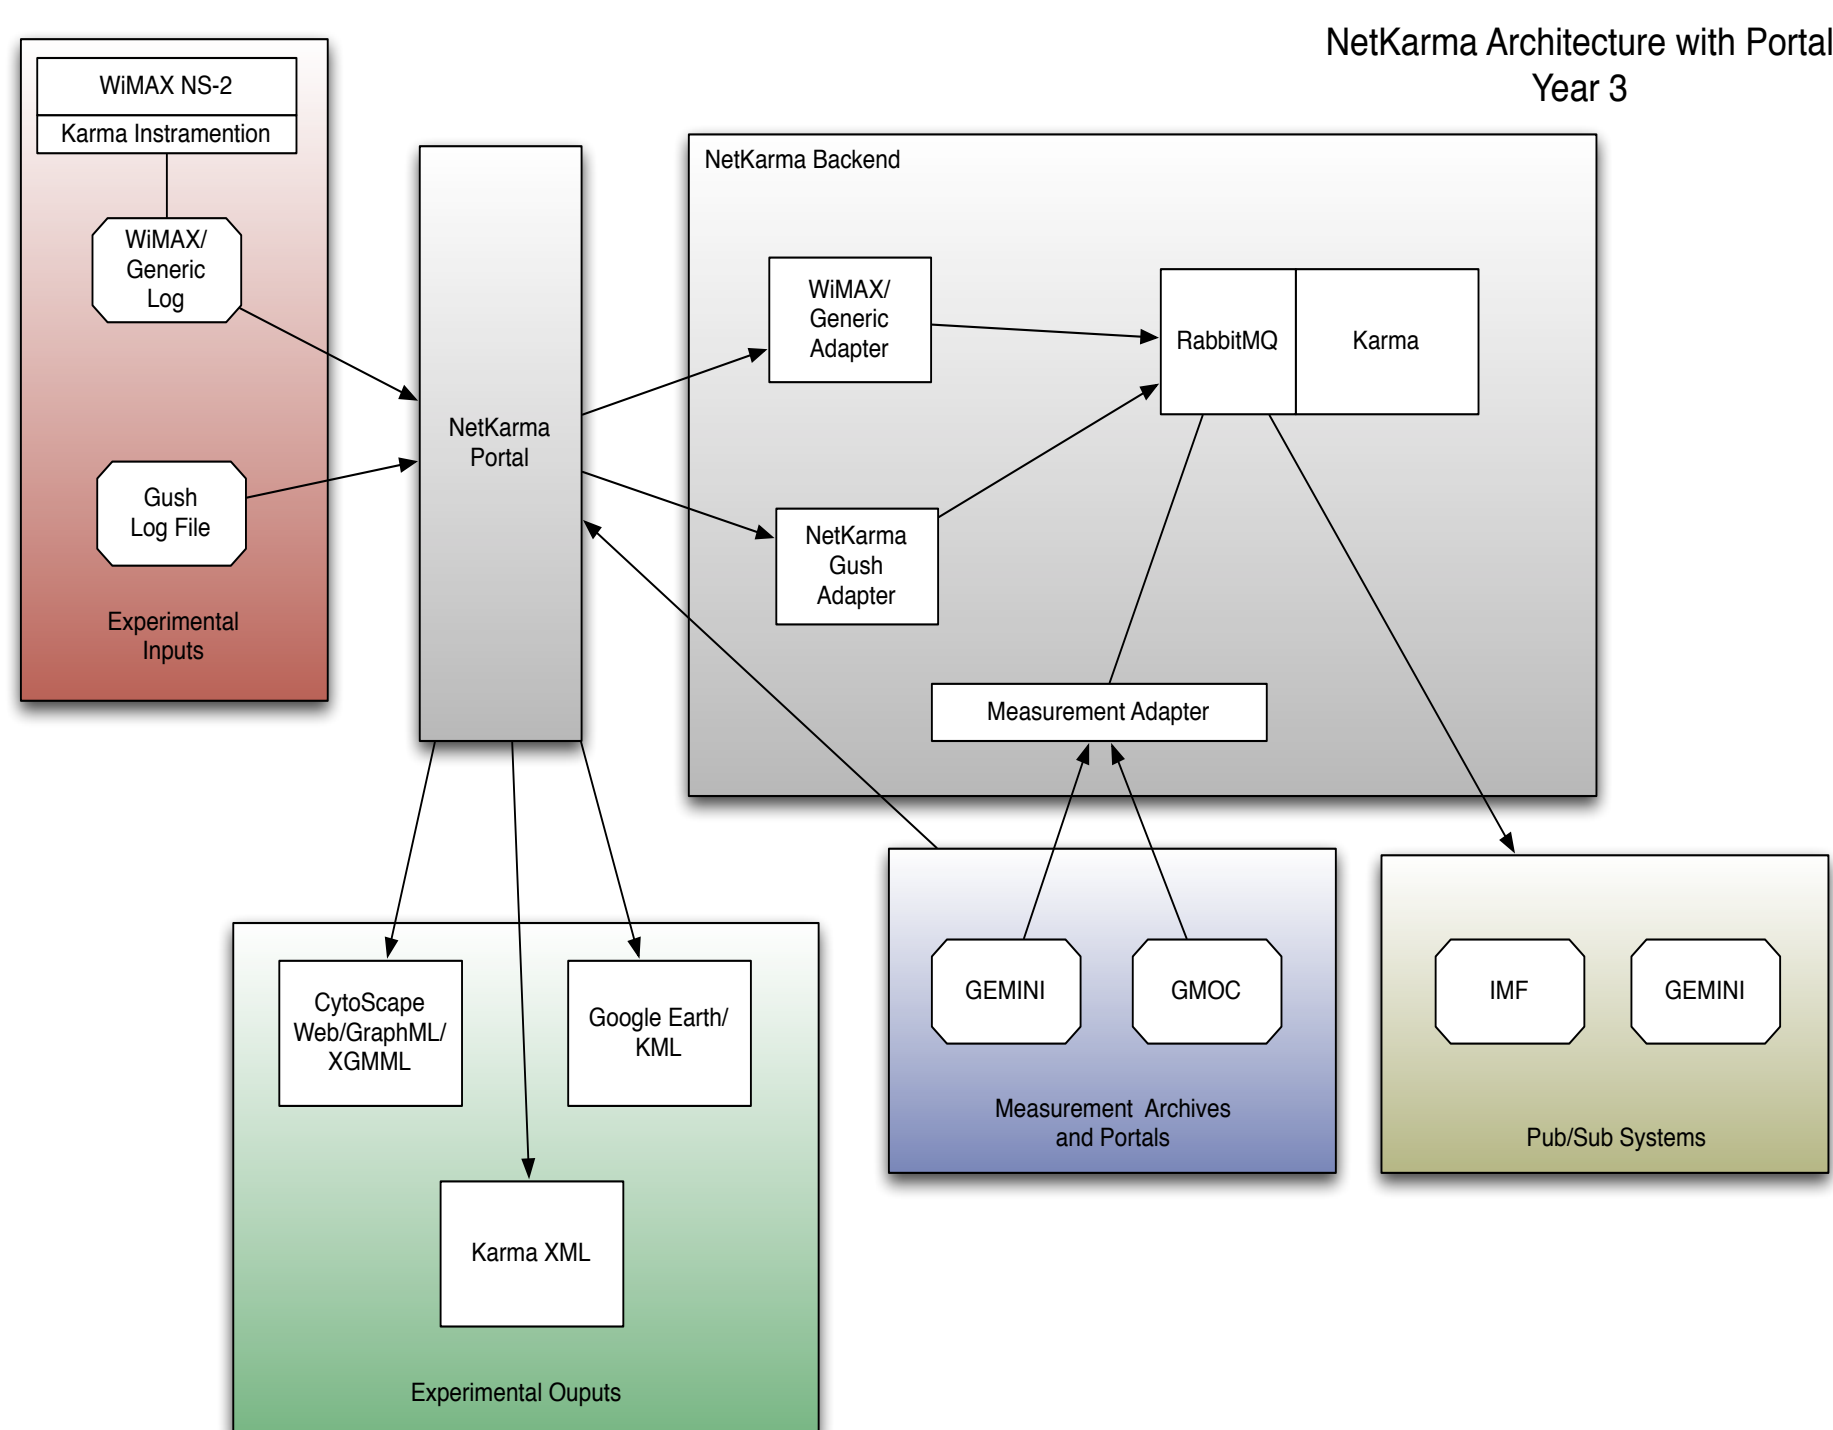 NetKarma Architecture with Portal
Year 3
WiMAX NS-2
Karma Instramention
WiMAX/
Generic
Log
Gush
Log File
Experimental
Inputs
NetKarma
Portal
NetKarma Backend
WiMAX/
Generic
Adapter
RabbitMQ
Karma
NetKarma
Gush
Adapter
Measurement Adapter
CytoScape
Web/GraphML/
XGMML
Google Earth/
KML
Karma XML
Experimental Ouputs
GEMINI
GMOC
Measurement  Archives
and Portals
IMF
GEMINI
Pub/Sub Systems